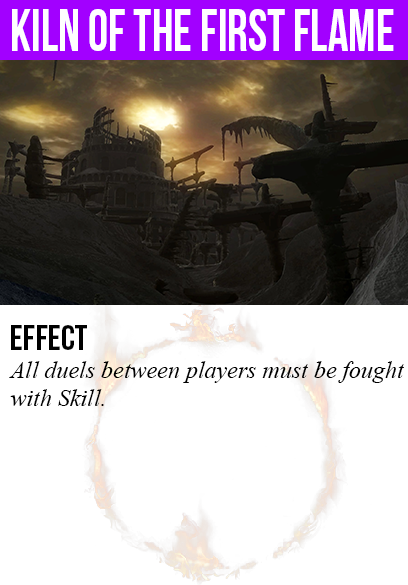 KILN OF THE FIRST FLAME
EFFECT
All duels between players must be fought
with Skill.